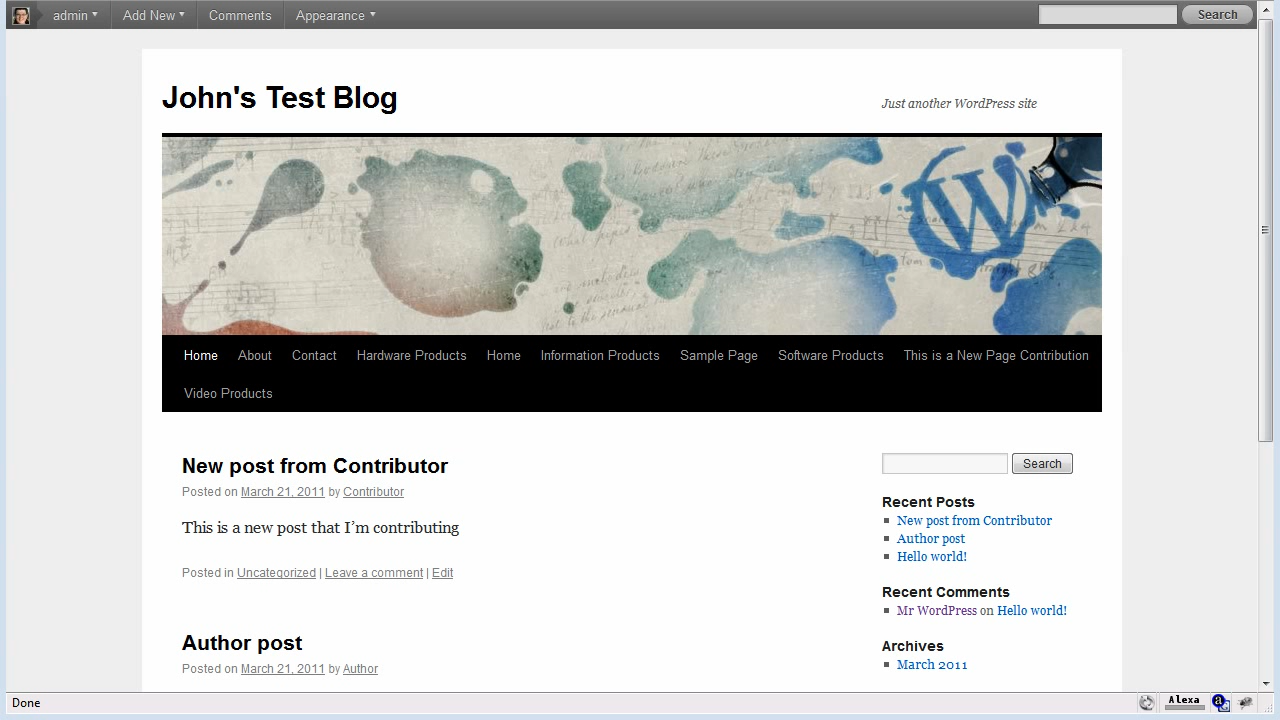 admin Add New Comments Appearance Search
John's Test Blog
Just another WordPress site
W
Home About Contact Hardware Products Home Information Products Sample Page Software Products This is a New Page Contribution
Video Products
New post from Contributor
Posted on March 21, 2011 by Contributor
This is a new post that I'm contributing
Posted in Uncategorized | Leave a comment | Edit
Author post
Posted on March 21, 2011 by Author
Search
Recent Posts
New post from Contributor
Author post
Hello world!
Recent Comments
Mr WordPress on Hello world!
Archives
March 2011
Done
Alexa